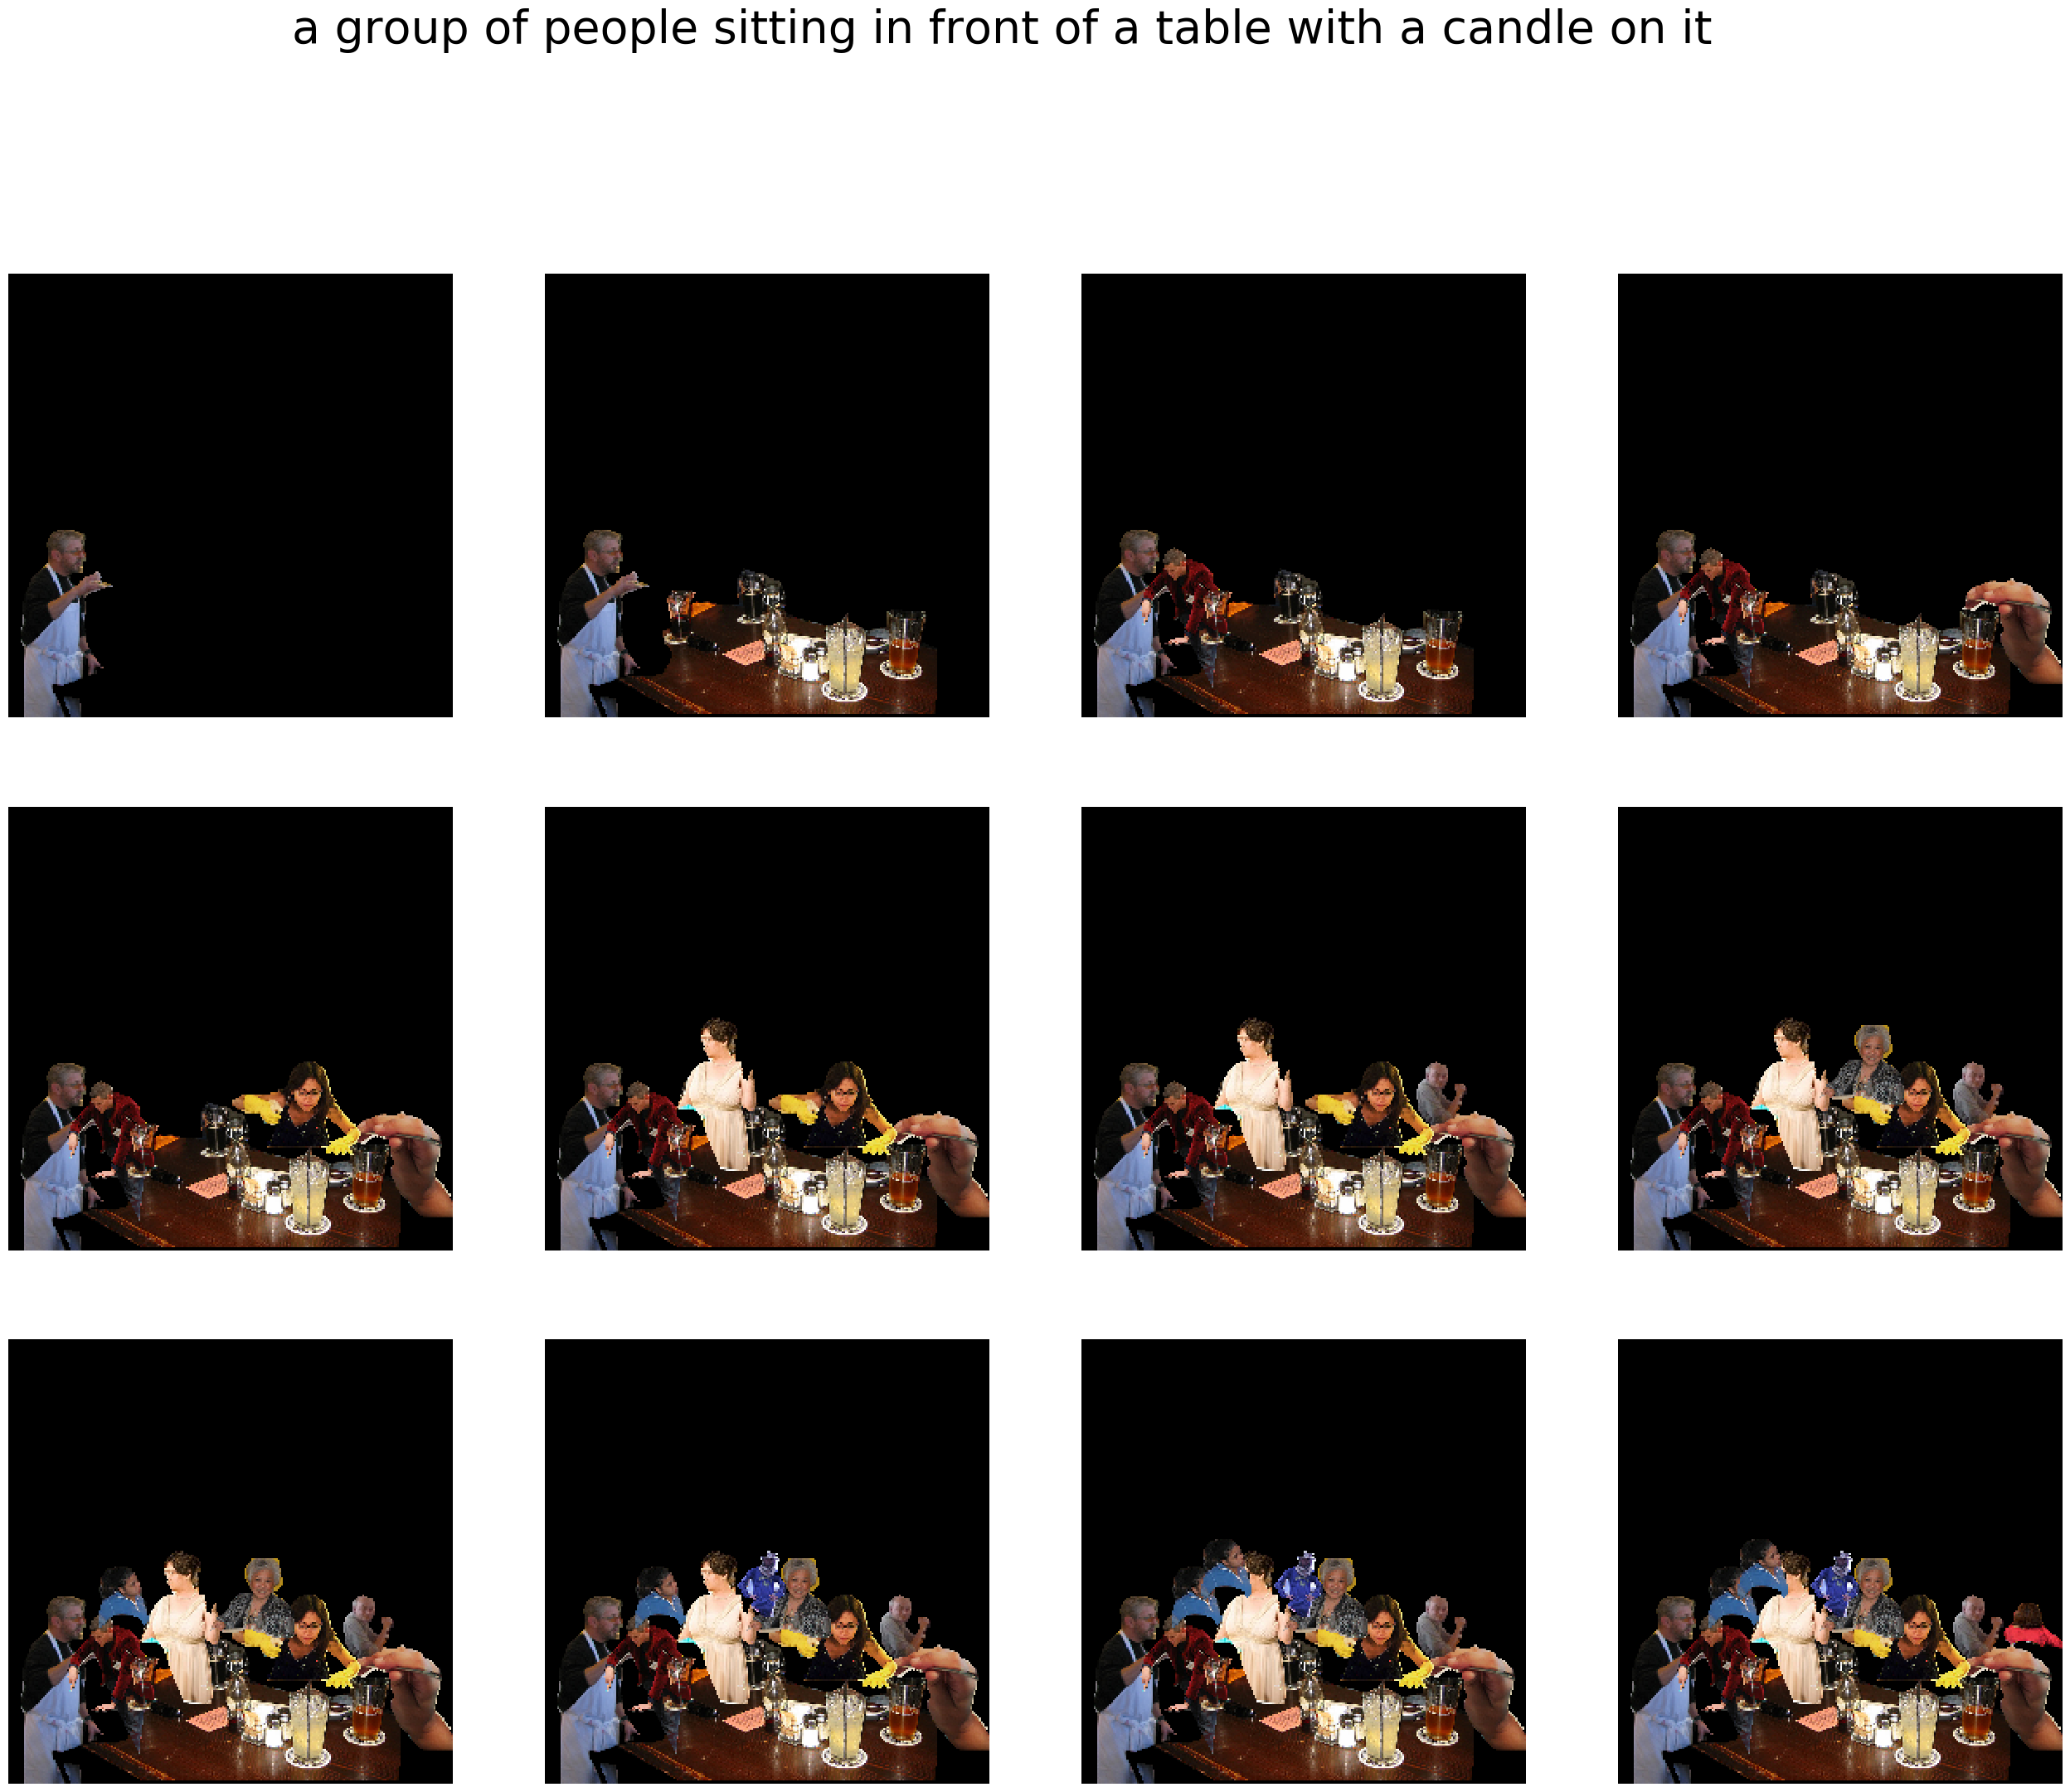 a group of people sitting in front of a table with a candle on it